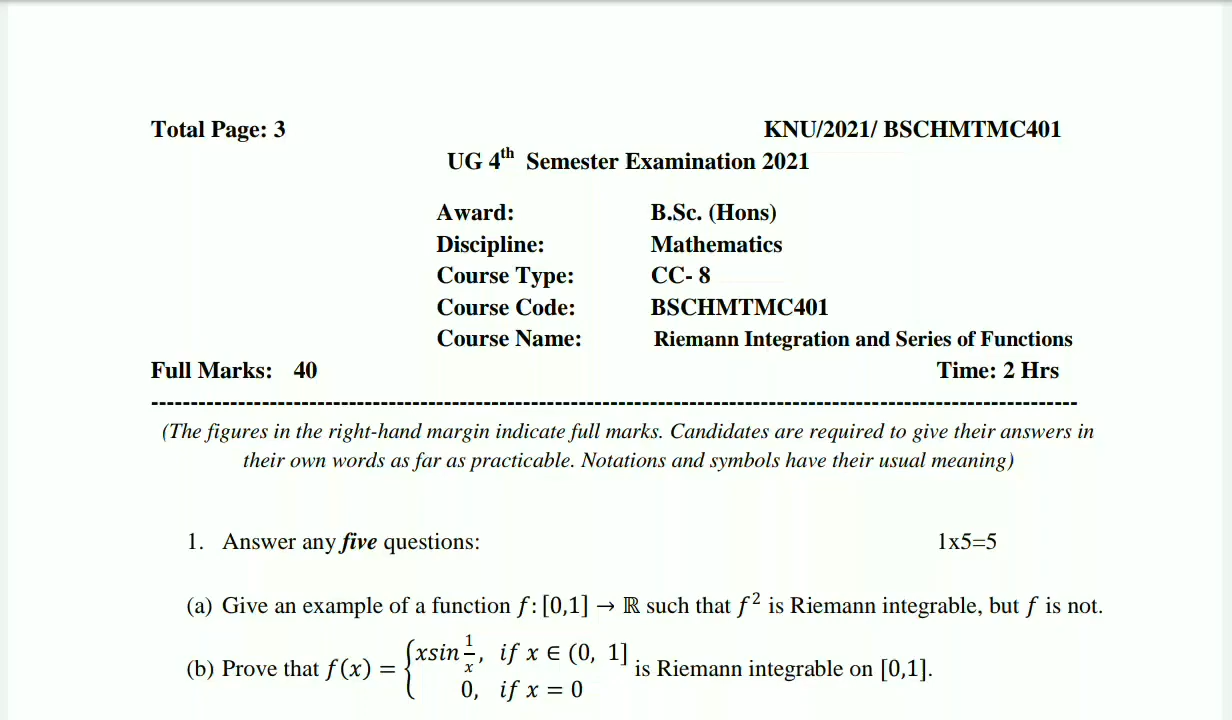 Total Page: 3 KNU/2021/ BSCHMTMC401
UG 4th Semester Examination 2021
Award: B.Sc. (Hons)
Discipline: Mathematics
Course Type: CC- 8
Course Code: BSCHMTMC401
Course Name: Riemann Integration and Series of Functions
Full Marks: 40 Time: 2 Hrs
(The figures in the right-hand margin indicate full marks. Candidates are required to give their answers in
their own words as far as practicable. Notations and symbols have their usual meaning)
1. Answer any five questions: 1x5=5
(a) Give an example of a function f: [0,1] → ℝ such that f² is Riemann integrable, but f is not.
(b) Prove that f(x) = { xsin 1/x, if x ∈ (0, 1]
0, if x = 0 is Riemann integrable on [0,1].